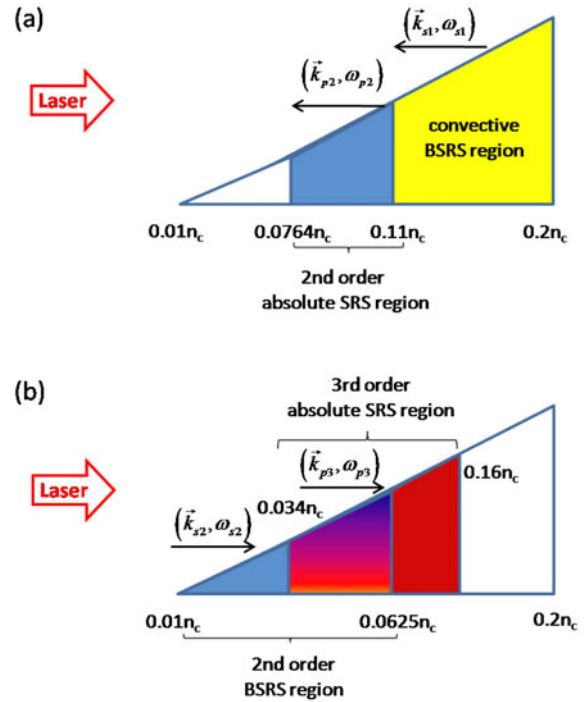 (a)
(k⃗s1, ωs1)
(k⃗p2, ωp2)
Laser
convective
BSRS region
0.01nc 0.0764nc 0.11nc 0.2nc
2nd order
absolute SRS region
(b)
3rd order
absolute SRS region
(k⃗p3, ωp3)
Laser
0.16nc
0.034nc
(k⃗s2, ωs2)
0.01nc 0.0625nc 0.2nc
2nd order
BSRS region